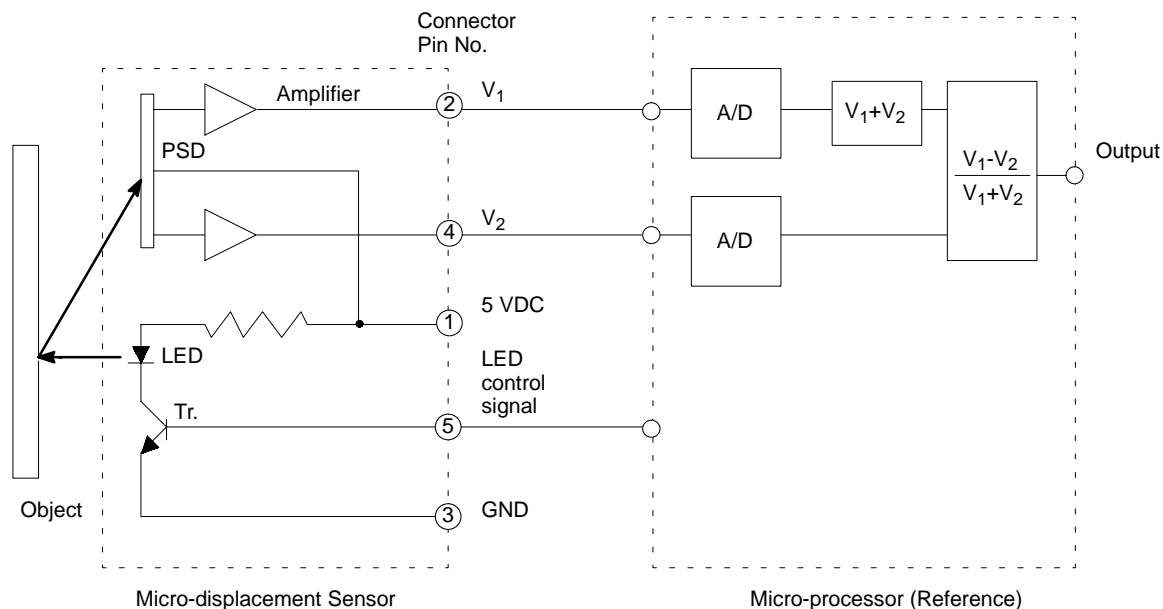 Connector
Pin No.
Amplifier
2
V1
A/D
V1+V2
PSD
V1-V2
V1+V2
Output
4
V2
A/D
5 VDC
1
LED
LED
control
signal
Tr.
5
Object
3
GND
Micro-displacement Sensor
Micro-processor (Reference)